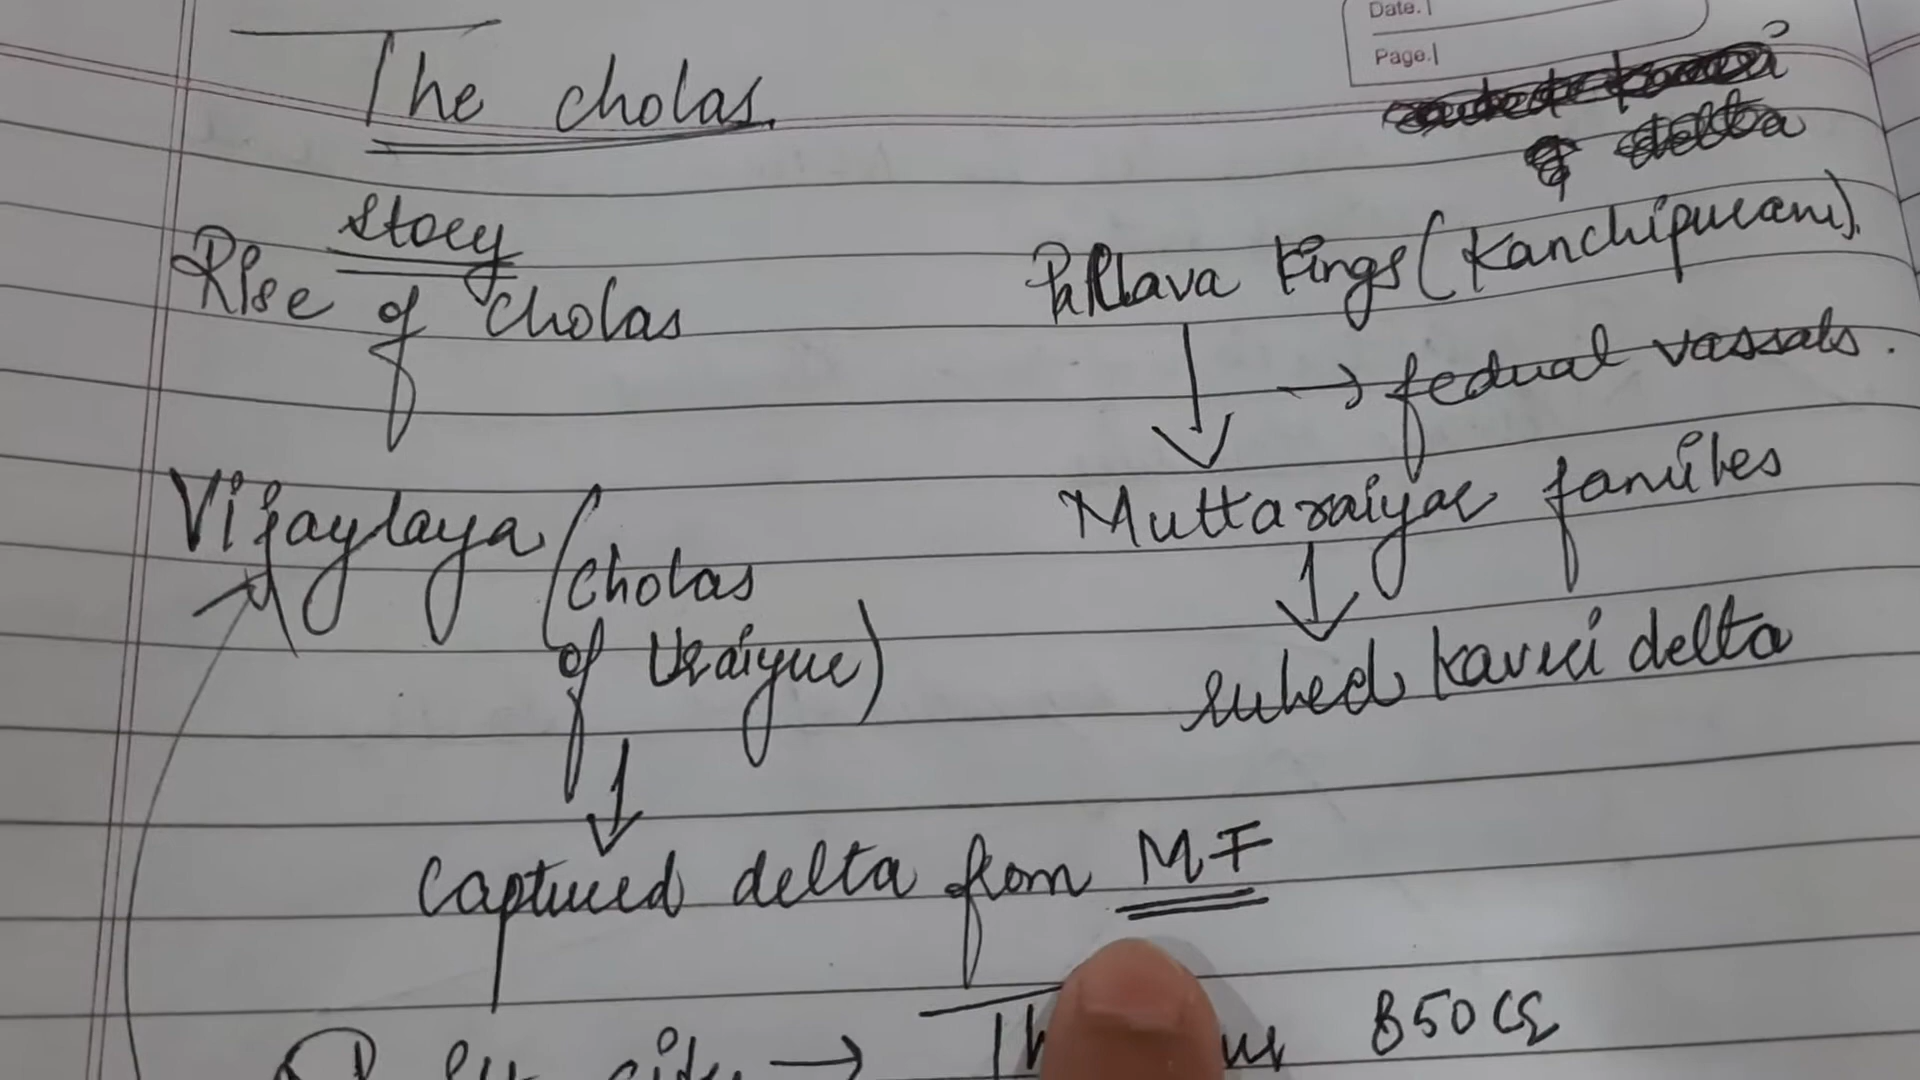 Date.
Page.
The cholas.
story
Rise of cholas
Pallava Kings (Kanchipuram).
→ fedual vassals.
Muttaraiyar families
ruled kaveri delta
Vijaylaya (cholas
of Uraiyur)
captured delta from MF
city → 850 CE